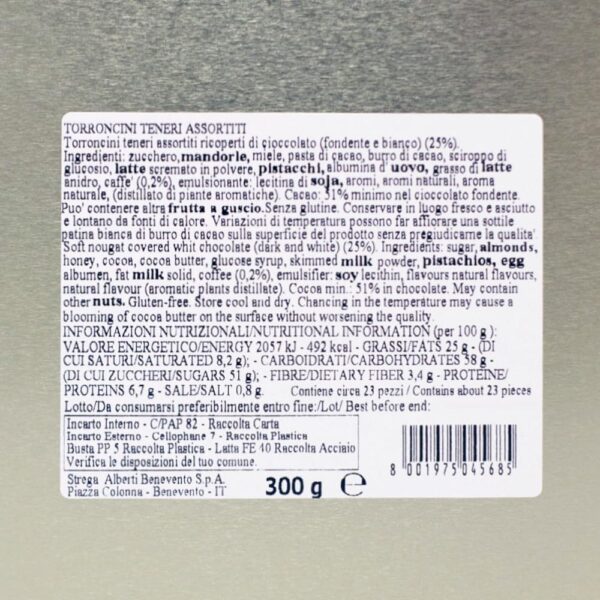 TORRONCINI TENERI ASSORTITI
Torroncini teneri assortiti ricoperti di cioccolato (fondente e bianco) (25%).
Ingredienti: zucchero, mandorle, miele, pasta di cacao, burro di cacao, sciroppo di
glucosio, latte scremato in polvere, pistacchi, albumina d'uovo, grasso di latte
anidro, caffe' (0,2%), emulsionante: lecitina di soja, aromi, aromi naturali, aroma
naturale, (distillato di piante aromatiche). Cacao: 51% minimo nel cioccolato fondente.
Puo' contenere altra frutta a guscio. Senza glutine. Conservare in luogo fresco e asciutto
e lontano da fonti di calore. Variazioni di temperatura possono far affiorare una sottile
patina bianca di burro di cacao sulla superficie del prodotto senza pregiudicarne la qualita'
Soft nougat covered whit chocolate (dark and white) (25%). Ingredients: sugar, almonds,
honey, cocoa, cocoa butter, glucose syrup, skimmed milk powder, pistachios, egg
albumen, fat milk solid, coffee (0,2%), emulsifier: soy lecithin, flavours natural flavours,
natural flavour (aromatic plants distillate). Cocoa min.: 51% in chocolate. May contain
other nuts. Gluten-free. Store cool and dry. Chancing in the temperature may cause a
blooming of cocoa butter on the surface without worsening the quality.
INFORMAZIONI NUTRIZIONALI/NUTRITIONAL INFORMATION (per 100 g):
VALORE ENERGETICO/ENERGY 2057 kJ - 492 kcal - GRASSI/FATS 25 g - (DI
CUI SATURI/SATURATED 8,2 g); - CARBOIDRATI/CARBOHYDRATES 58 g -
(DI CUI ZUCCHERI/SUGARS 51 g); - FIBRE/DIETARY FIBER 3,4 g - PROTEINE/
PROTEINS 6,7 g - SALE/SALT 0,8 g. Contiene circa 23 pezzi / Contains about 23 pieces
Lotto/Da consumarsi preferibilmente entro fine:/Lot/ Best before end:
Incarto Interno - C/PAP 82 - Raccolta Carta
Incarto Esterno - Cellophane 7 - Raccolta Plastica
Busta PP 5 Raccolta Plastica - Latta FE 40 Raccolta Acciaio
Verifica le disposizioni del tuo comune.
8 001975 045685
Strega Alberti Benevento S.p.A.
Piazza Colonna - Benevento - IT
300 g ℮